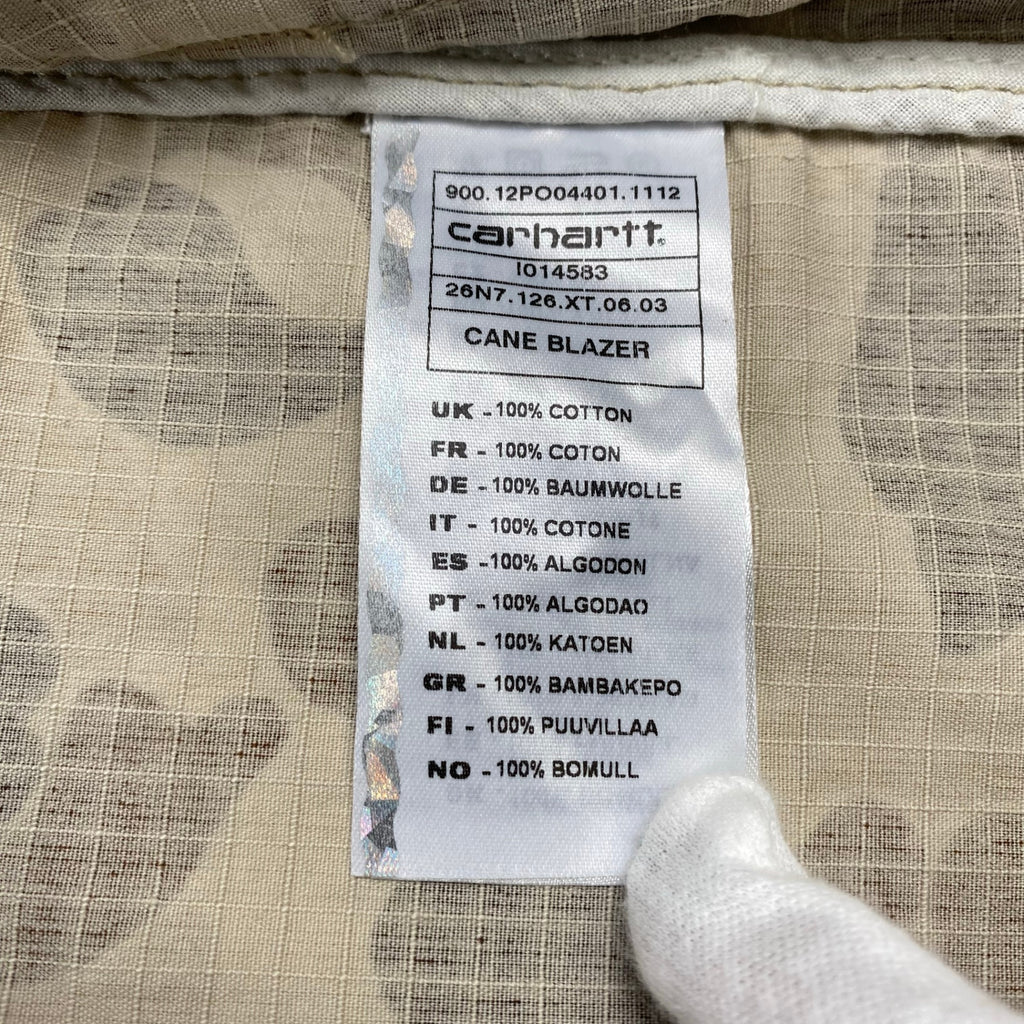 900.12PO04401.1112
carhartt.
I014583
26N7.126.XT.06.03
CANE BLAZER
UK - 100% COTTON
FR - 100% COTON
DE - 100% BAUMWOLLE
IT - 100% COTONE
ES -100% ALGODON
PT - 100% ALGODAO
NL - 100% KATOEN
GR - 100% BAMBAKEPO
FI - 100% PUUVILLAA
NO - 100% BOMULL